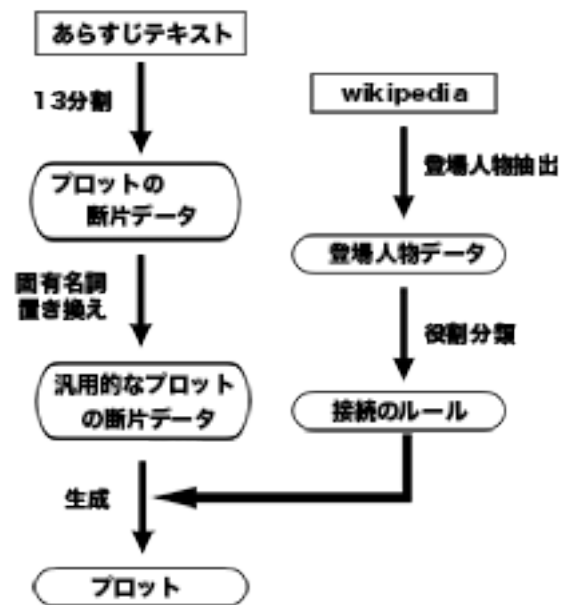 あらすじテキスト
13分割
プロットの
断片データ
固有名詞
置き換え
汎用的なプロット
の断片データ
生成
プロット
wikipedia
登場人物抽出
登場人物データ
役割分類
接続のルール